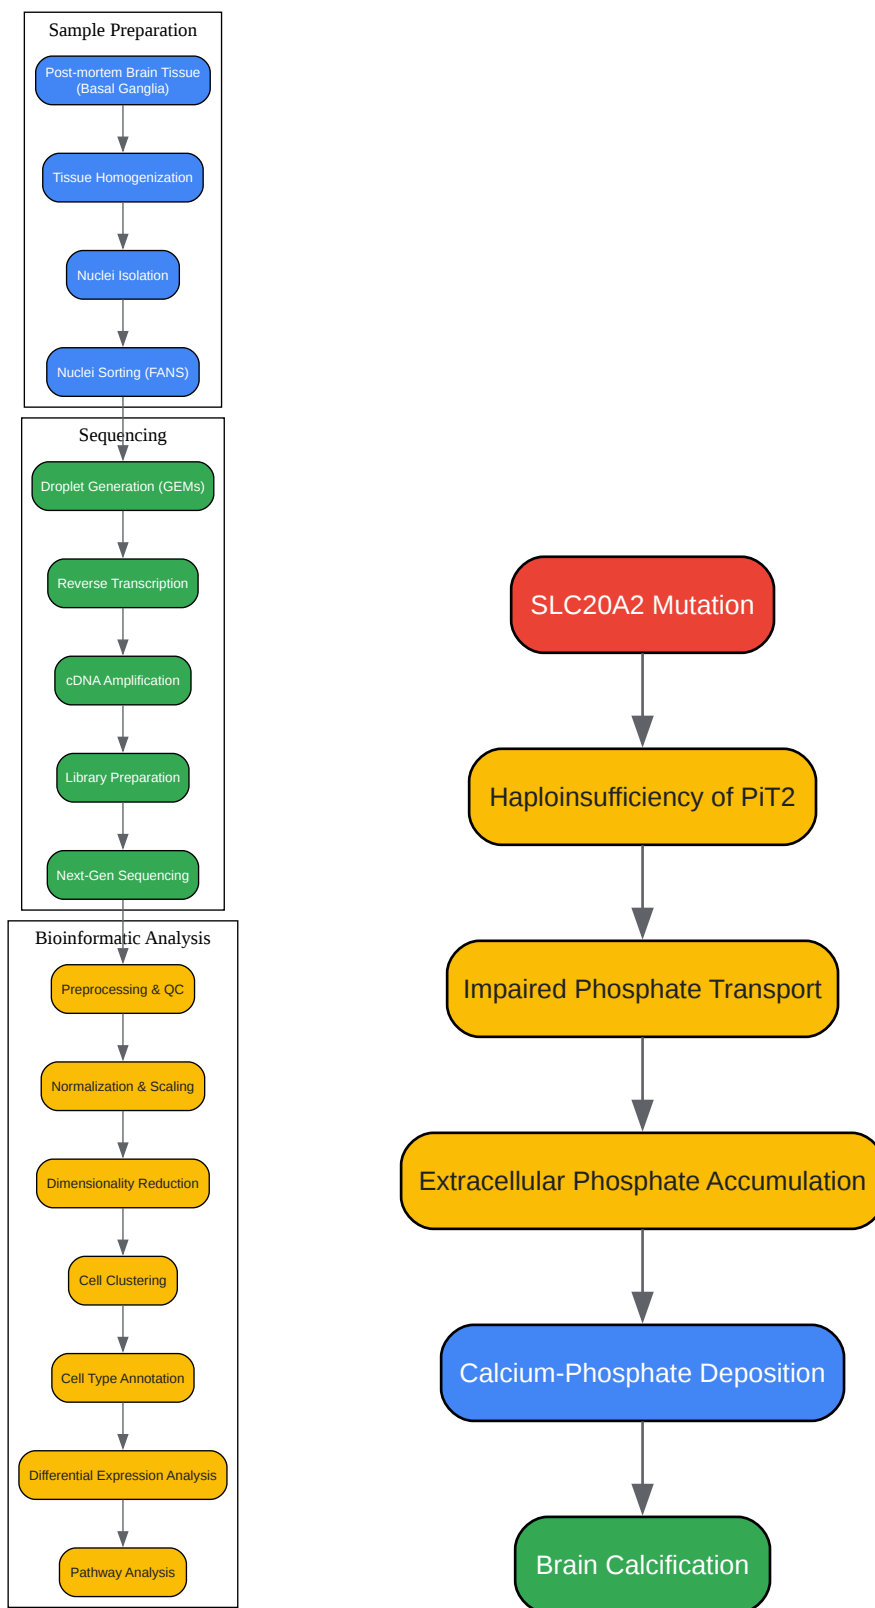 Sample Preparation
Post-mortem Brain Tissue
(Basal Ganglia)
Tissue Homogenization
Nuclei Isolation
Nuclei Sorting (FANS)
Sequencing
Droplet Generation (GEMs)
Reverse Transcription
cDNA Amplification
Library Preparation
Next-Gen Sequencing
Bioinformatic Analysis
Preprocessing & QC
Normalization & Scaling
Dimensionality Reduction
Cell Clustering
Cell Type Annotation
Differential Expression Analysis
Pathway Analysis
SLC20A2 Mutation
Haploinsufficiency of PiT2
Impaired Phosphate Transport
Extracellular Phosphate Accumulation
Calcium-Phosphate Deposition
Brain Calcification